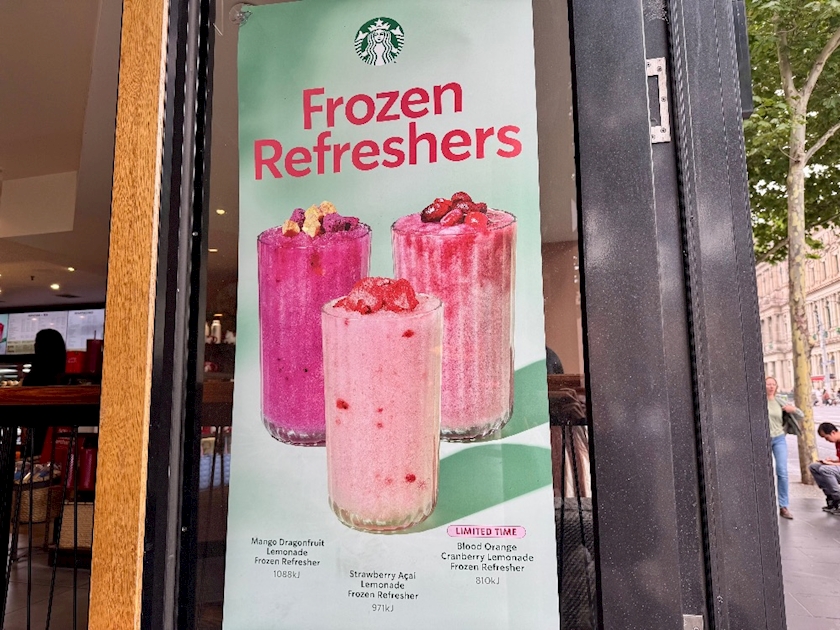 Frozen
Refreshers
Mango Dragonfruit
Lemonade
Frozen Refresher
1088kJ
Strawberry Açai
Lemonade
Frozen Refresher
971kJ
LIMITED TIME
Blood Orange
Cranberry Lemonade
Frozen Refresher
810kJ